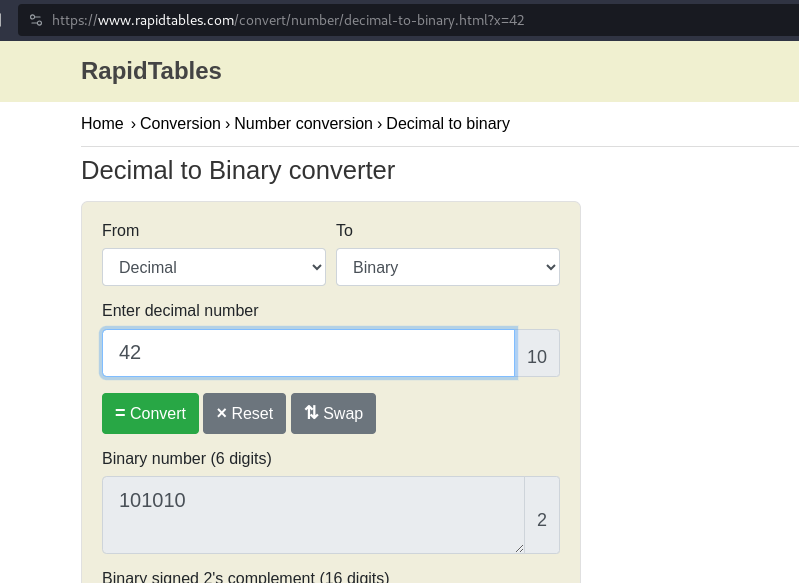 https://www.rapidtables.com/convert/number/decimal-to-binary.html?x=42
RapidTables
Home › Conversion › Number conversion › Decimal to binary
Decimal to Binary converter
From To
Decimal Binary
Enter decimal number
42 10
= Convert × Reset ⇅ Swap
Binary number (6 digits)
101010
2
Binary signed 2's complement (16 digits)